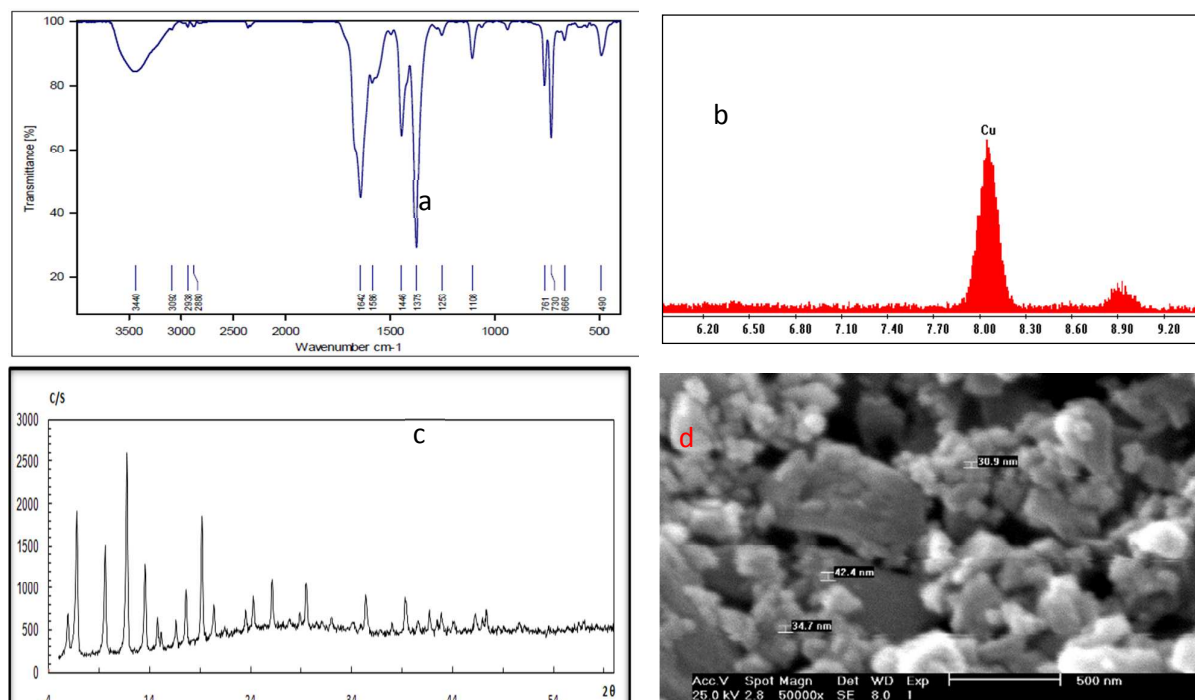 100
80
60
40
20
Transmittance [%]
a
3440
3092
2938
2880
1642
1586
1446
1375
1253
1108
761
730
666
490
3500 3000 2500 2000 1500 1000 500
Wavenumber cm-1
b
Cu
6.20 6.50 6.80 7.10 7.40 7.70 8.00 8.30 8.60 8.90 9.20
c/s
c
3000
2500
2000
1500
1000
500
0
4 14 24 34 44 54 2θ
d
30.9 nm
42.4 nm
34.7 nm
Acc.V Spot Magn Det WD Exp
25.0 kV 2.8 50000x SE 8.0 1
500 nm